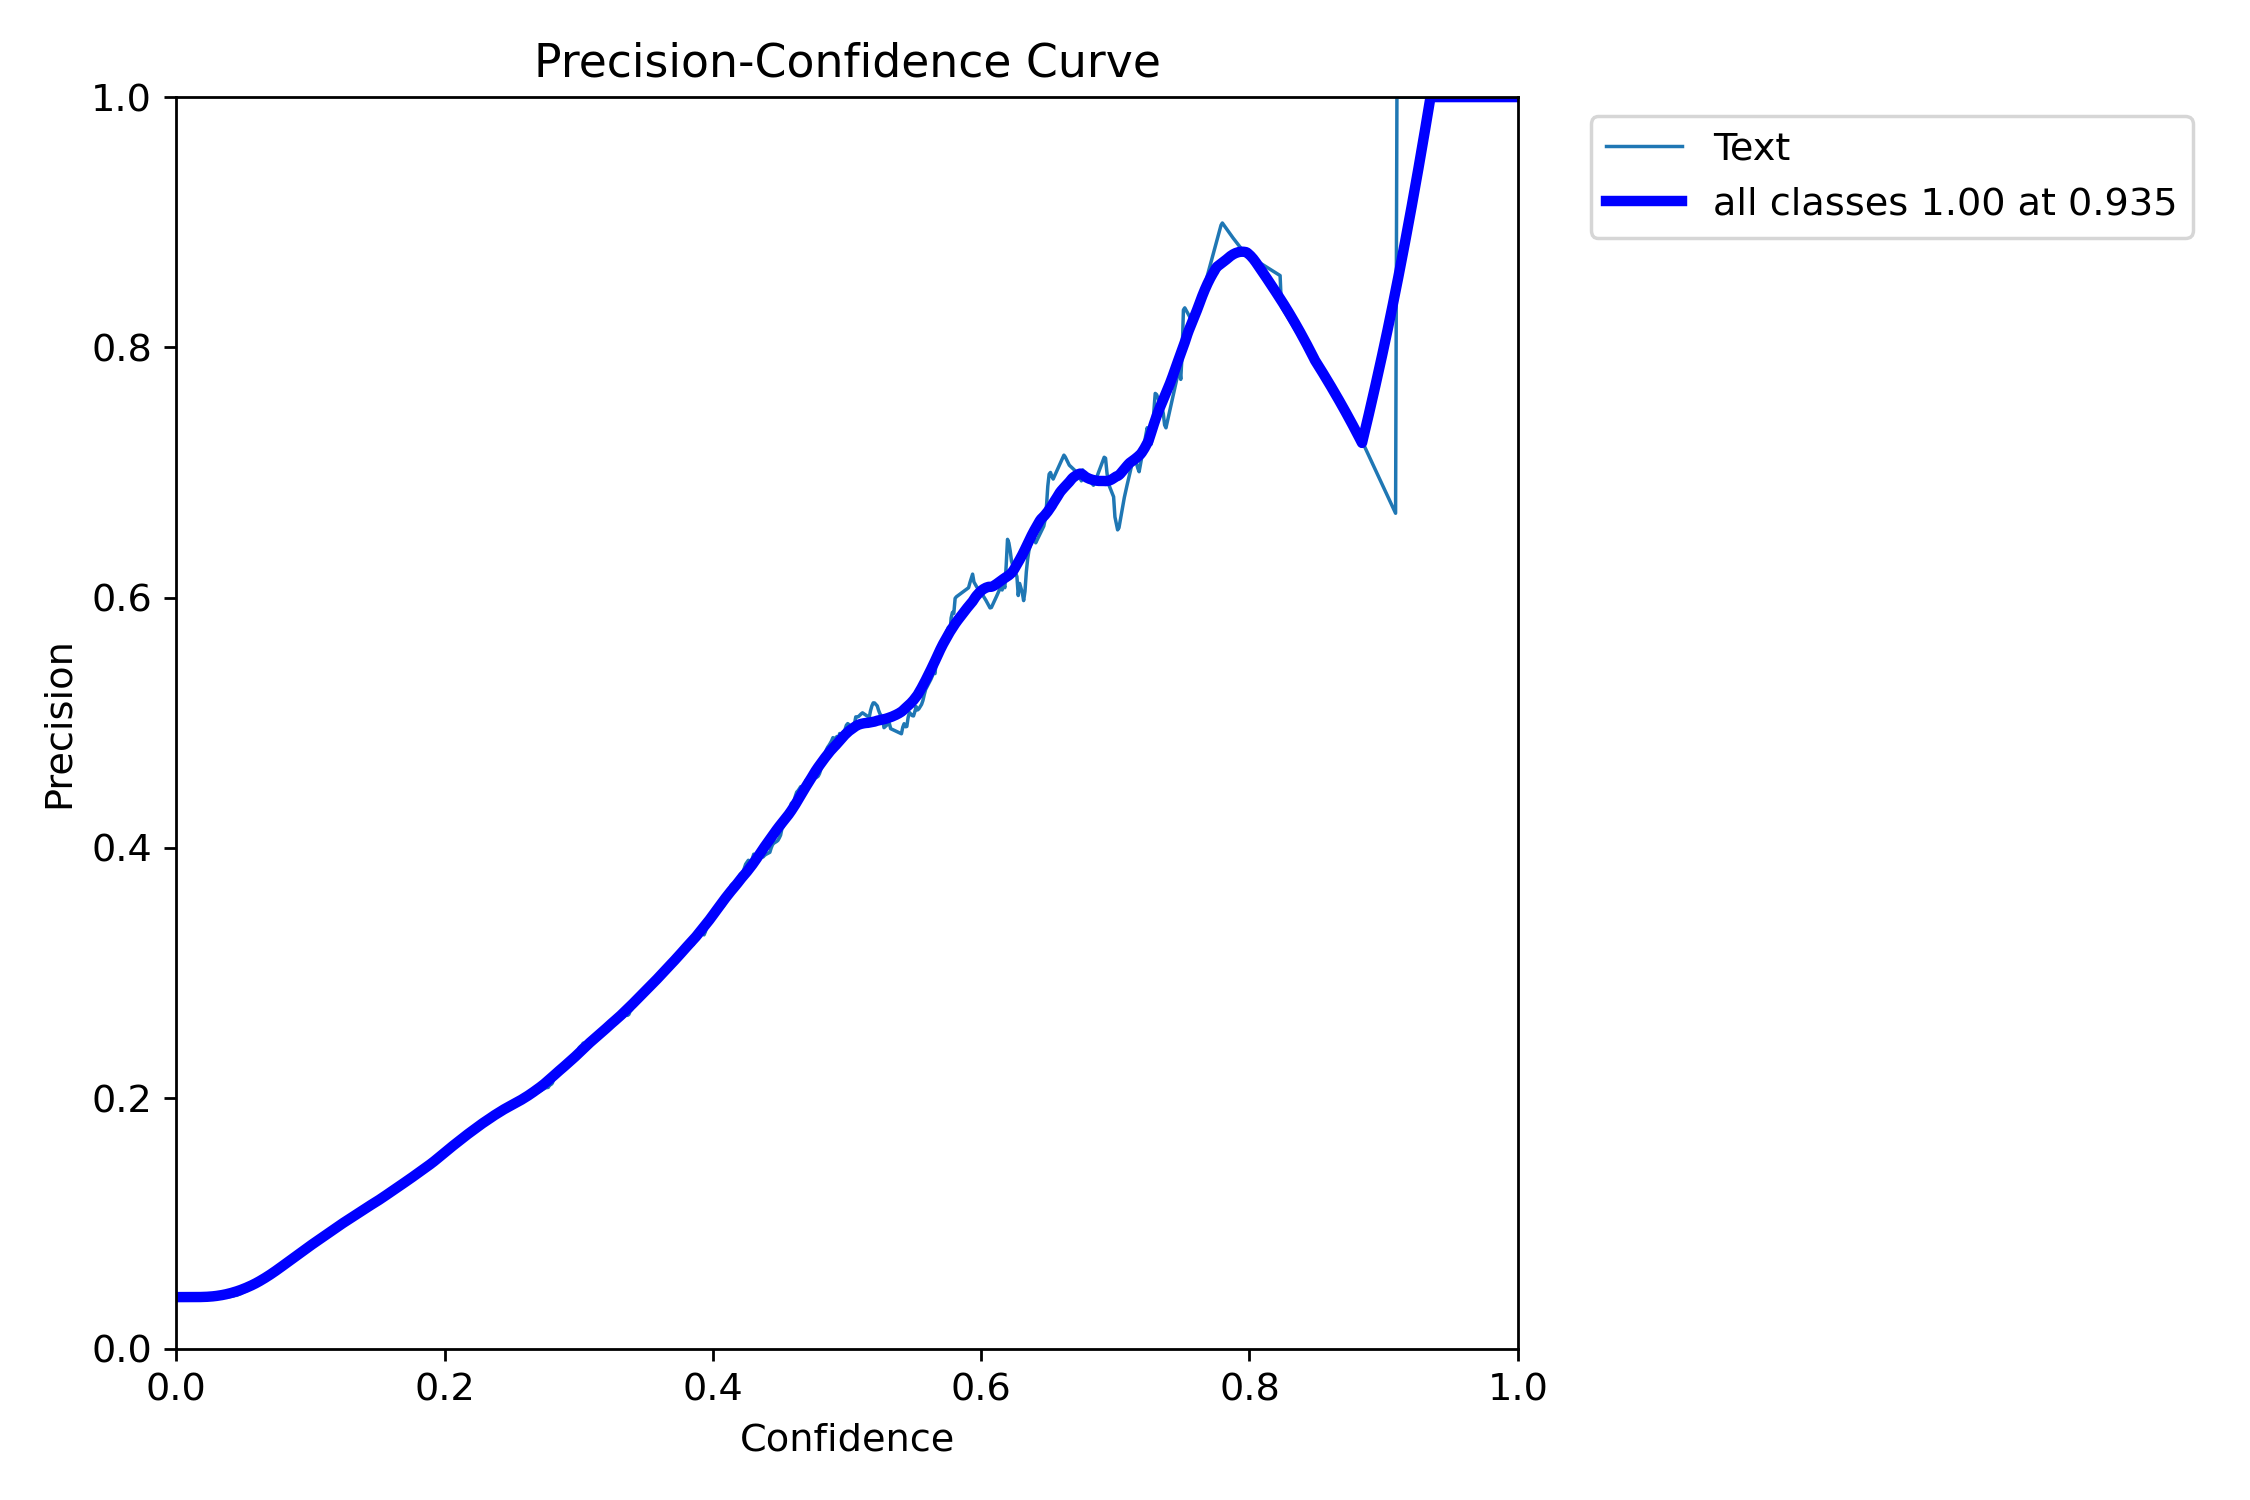 Precision-Confidence Curve
Text
all classes 1.00 at 0.935
Precision
1.0
0.8
0.6
0.4
0.2
0.0
0.0 0.2 0.4 0.6 0.8 1.0
Confidence